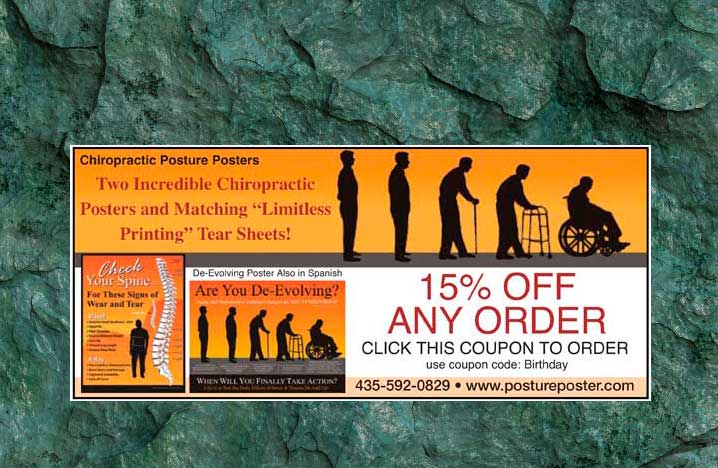 Chiropractic Posture Posters
Two Incredible Chiropractic
Posters and Matching “Limitless
Printing” Tear Sheets!
Check
Your Spine
For These Signs of
Wear and Tear
De-Evolving Poster Also in Spanish
Are You De-Evolving?
WHEN WILL YOU FINALLY TAKE ACTION?
15% OFF
ANY ORDER
CLICK THIS COUPON TO ORDER
use coupon code: Birthday
435-592-0829 • www.postureposter.com